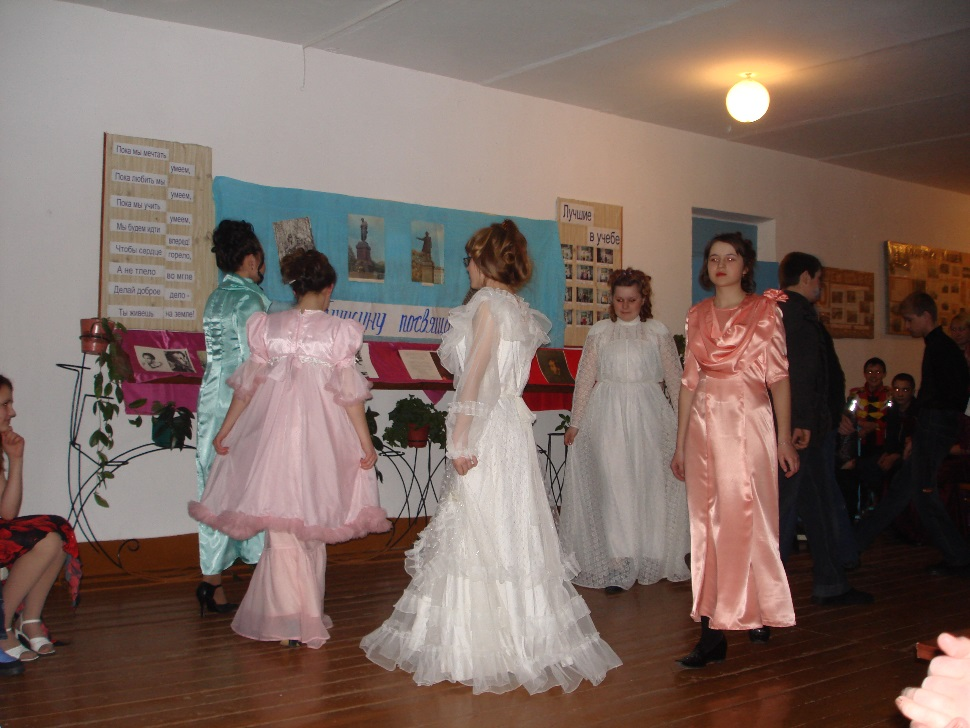 Пока мы мечтать
умеем,
Пока любить мы
умеем,
Пока мы учить
умеем,
Мы будем идти
вперед!
Чтобы сердце
горело,
А не тлело
во мгле
Делай доброе
дело -
Ты живешь
на земле!
посвящ
Лучшие
в учебе